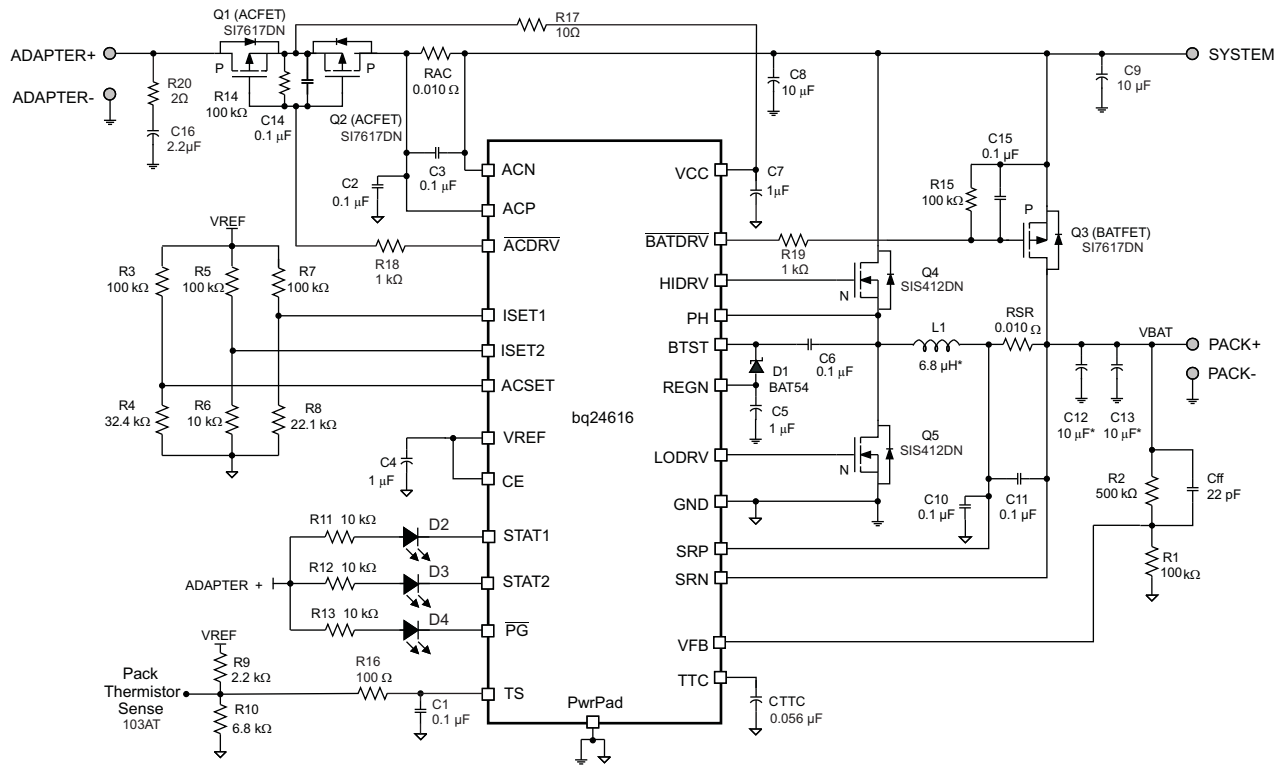 Q1 (ACFET)
SI7617DN
R17
10Ω
ADAPTER+
P
P
SYSTEM
RAC
0.010 Ω
R20
2Ω
R14
100 kΩ
C8
10 µF
C9
10 µF
ADAPTER-
C14
0.1 µF
Q2 (ACFET)
SI7617DN
C16
2.2µF
C15
0.1 µF
ACN
VCC
C3
0.1 µF
C2
0.1 µF
C7
1µF
R15
100 kΩ
ACP
P
VREF
ACDRV
BATDRV
Q3 (BATFET)
SI7617DN
R18
1 kΩ
R19
1 kΩ
R3
100 kΩ
R5
100 kΩ
R7
100 kΩ
HIDRV
Q4
SIS412DN
N
ISET1
PH
RSR
0.010 Ω
L1
VBAT
ISET2
BTST
PACK+
6.8 µH*
C6
0.1 µF
D1
BAT54
PACK-
ACSET
REGN
R4
32.4 kΩ
R6
10 kΩ
R8
22.1 kΩ
C5
1 µF
C12
10 µF*
C13
10 µF*
bq24616
VREF
Q5
SIS412DN
LODRV
N
C4
1 µF
CE
R2
500 kΩ
Cff
22 pF
GND
C10
0.1 µF
C11
0.1 µF
R11 10 kΩ
D2
STAT1
SRP
R1
100 kΩ
R12 10 kΩ
D3
ADAPTER +
STAT2
SRN
R13 10 kΩ
D4
PG
VREF
VFB
R9
2.2 kΩ
R16
100 Ω
Pack
Thermistor
Sense
103AT
TS
TTC
R10
6.8 kΩ
C1
0.1 µF
PwrPad
CTTC
0.056 µF